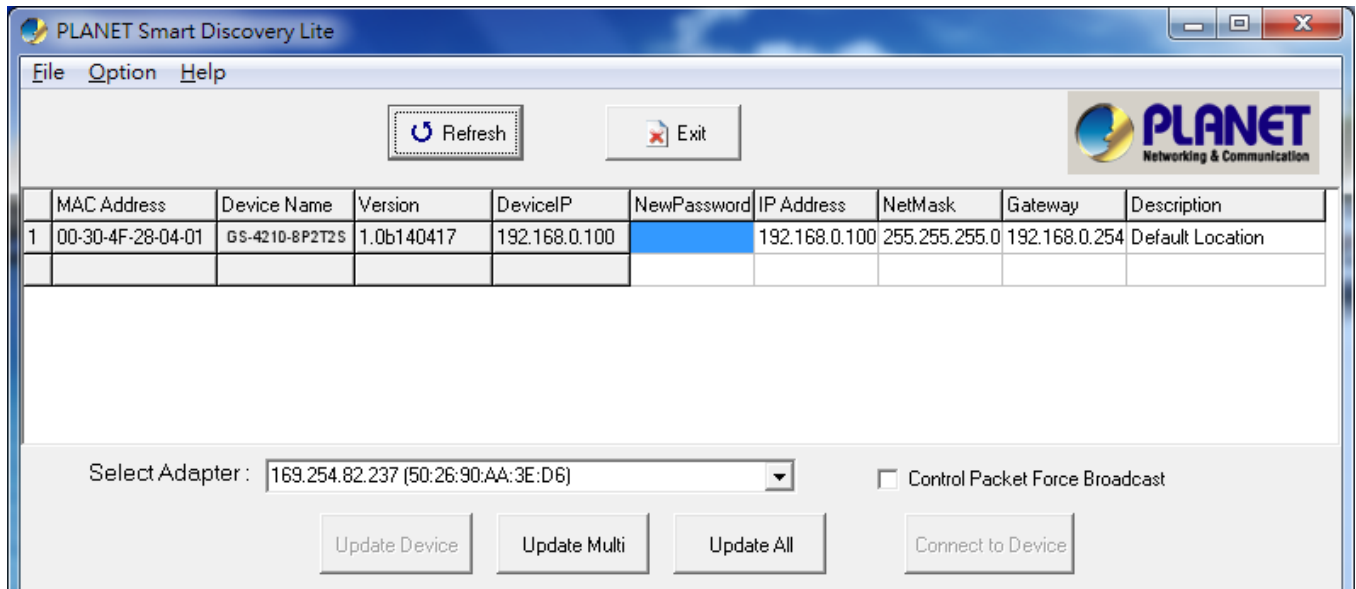 PLANET Smart Discovery Lite
File Option Help
Refresh Exit
PLANET
Networking & Communication
MAC Address Device Name Version DeviceIP NewPassword IP Address NetMask Gateway Description
1 00-30-4F-28-04-01 GS-4210-8P2T2S 1.0b140417 192.168.0.100 192.168.0.100 255.255.255.0 192.168.0.254 Default Location
Select Adapter : 169.254.82.237 (50:26:90:AA:3E:D6) Control Packet Force Broadcast
Update Device Update Multi Update All Connect to Device